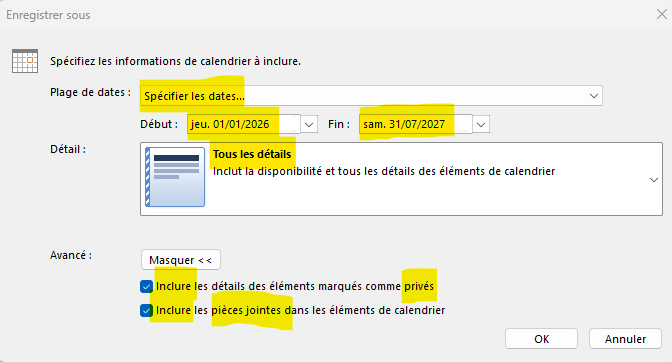 Enregistrer sous
Spécifiez les informations de calendrier à inclure.
Plage de dates : Spécifier les dates...
Début : jeu. 01/01/2026 Fin : sam. 31/07/2027
Détail : Tous les détails
Inclut la disponibilité et tous les détails des éléments de calendrier
Avancé : Masquer <<
Inclure les détails des éléments marqués comme privés
Inclure les pièces jointes dans les éléments de calendrier
OK Annuler